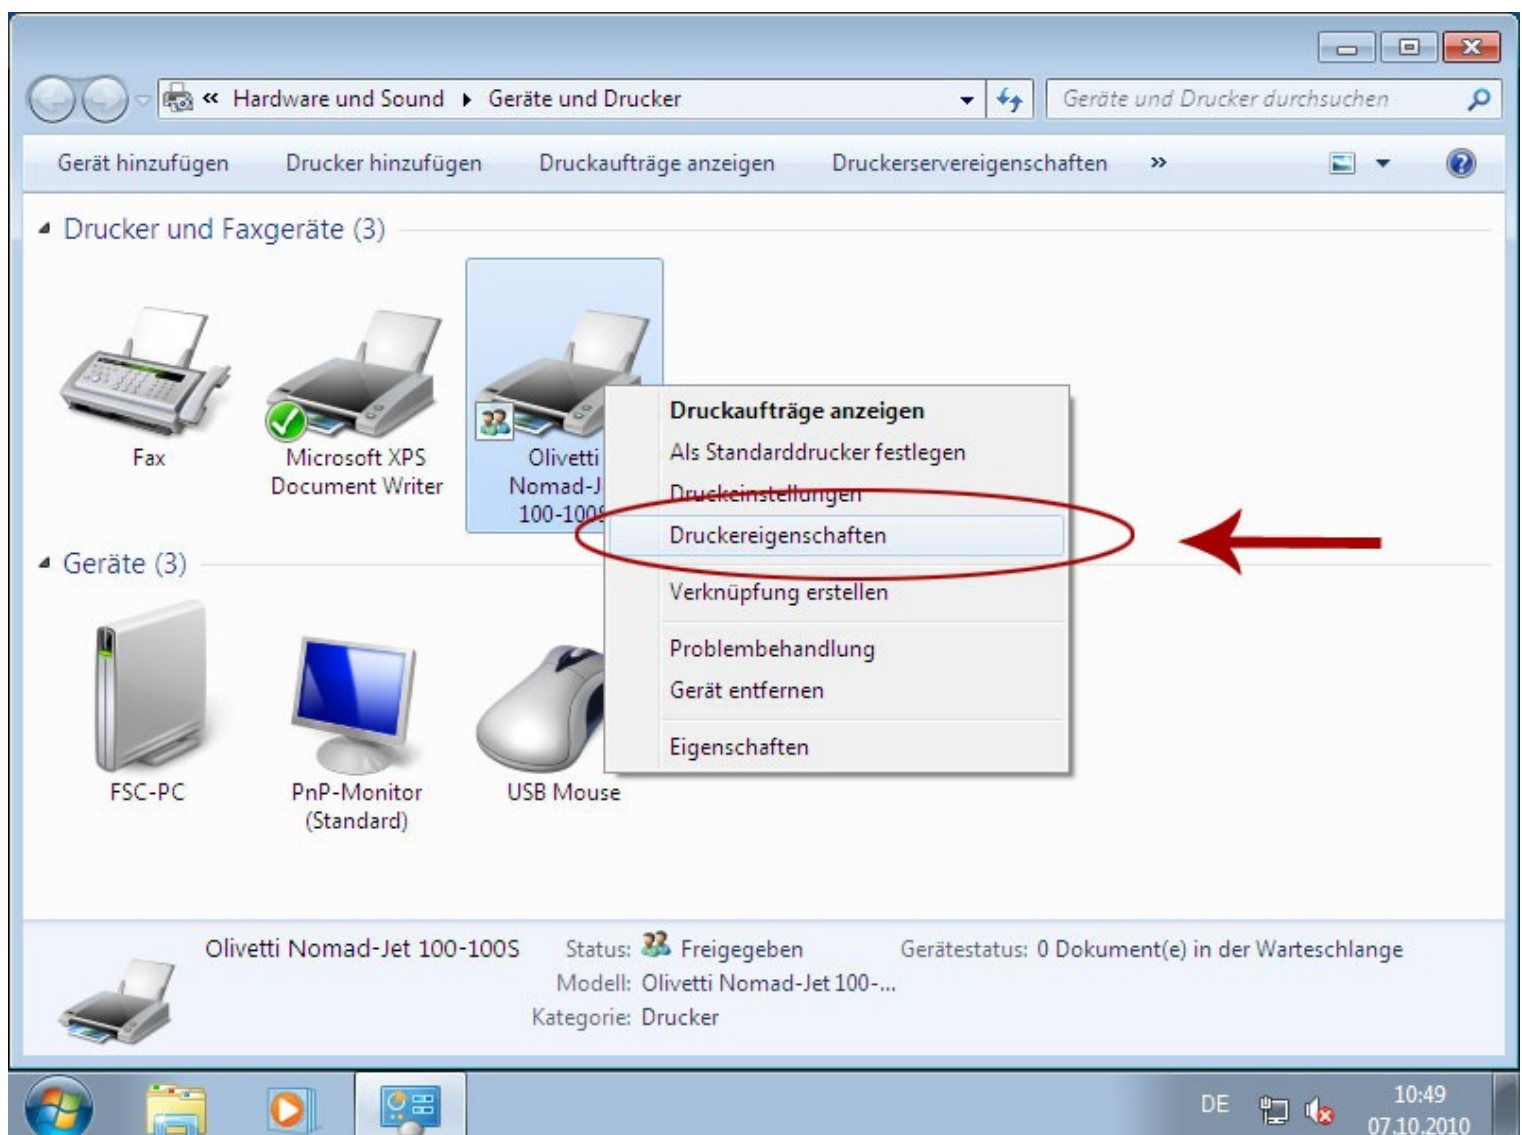 « Hardware und Sound Geräte und Drucker
Geräte und Drucker durchsuchen
Gerät hinzufügen Drucker hinzufügen Druckaufträge anzeigen Druckerservereigenschaften »
Drucker und Faxgeräte (3)
Fax
Microsoft XPS
Document Writer
Olivetti
Nomad-J
100-100S
Druckaufträge anzeigen
Als Standarddrucker festlegen
Druckeinstellungen
Druckereigenschaften
Verknüpfung erstellen
Problembehandlung
Gerät entfernen
Eigenschaften
Geräte (3)
FSC-PC
PnP-Monitor
(Standard)
USB Mouse
Olivetti Nomad-Jet 100-100S Status: Freigegeben Gerätestatus: 0 Dokument(e) in der Warteschlange
Modell: Olivetti Nomad-Jet 100-...
Kategorie: Drucker
DE
10:49
07.10.2010